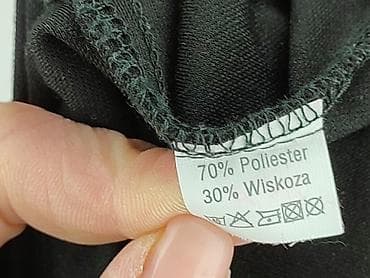 70% Poliester
30% Wiskoza